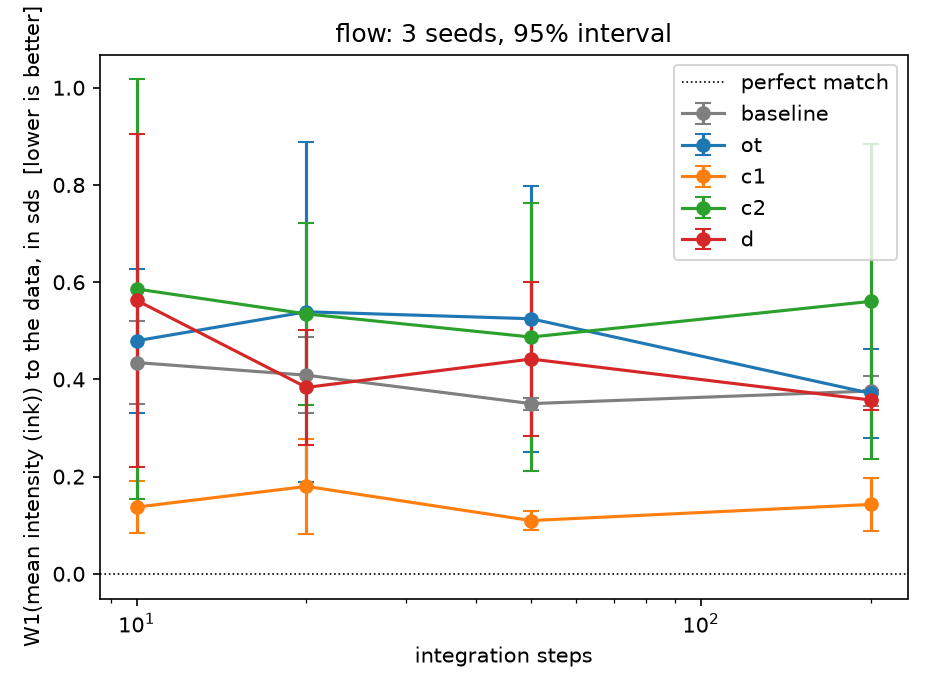 flow: 3 seeds, 95% interval
W1(mean intensity (ink)) to the data, in sds [lower is better]
1.0
0.8
0.6
0.4
0.2
0.0
perfect match
baseline
ot
c1
c2
d
10¹
10²
integration steps